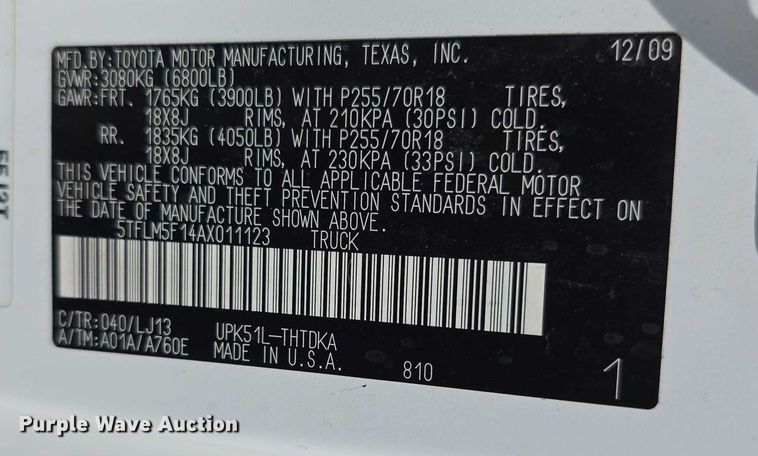 MFD.BY:TOYOTA MOTOR MANUFACTURING, TEXAS, INC. 12/09
GVWR:3080KG (6800LB)
GAWR:FRT. 1765KG (3900LB) WITH P255/70R18 TIRES,
18X8J RIMS, AT 210KPA (30PSI) COLD.
RR. 1835KG (4050LB) WITH P255/70R18 TIRES,
18X8J RIMS, AT 230KPA (33PSI) COLD.
THIS VEHICLE CONFORMS TO ALL APPLICABLE FEDERAL MOTOR
VEHICLE SAFETY AND THEFT PREVENTION STANDARDS IN EFFECT ON
THE DATE OF MANUFACTURE SHOWN ABOVE.
5TFLM5F14AX011123 TRUCK
C/TR:040/LJ13 UPK51L-THTDKA
A/TM:A01A/A760E MADE IN U.S.A. 810 1
Purple Wave Auction